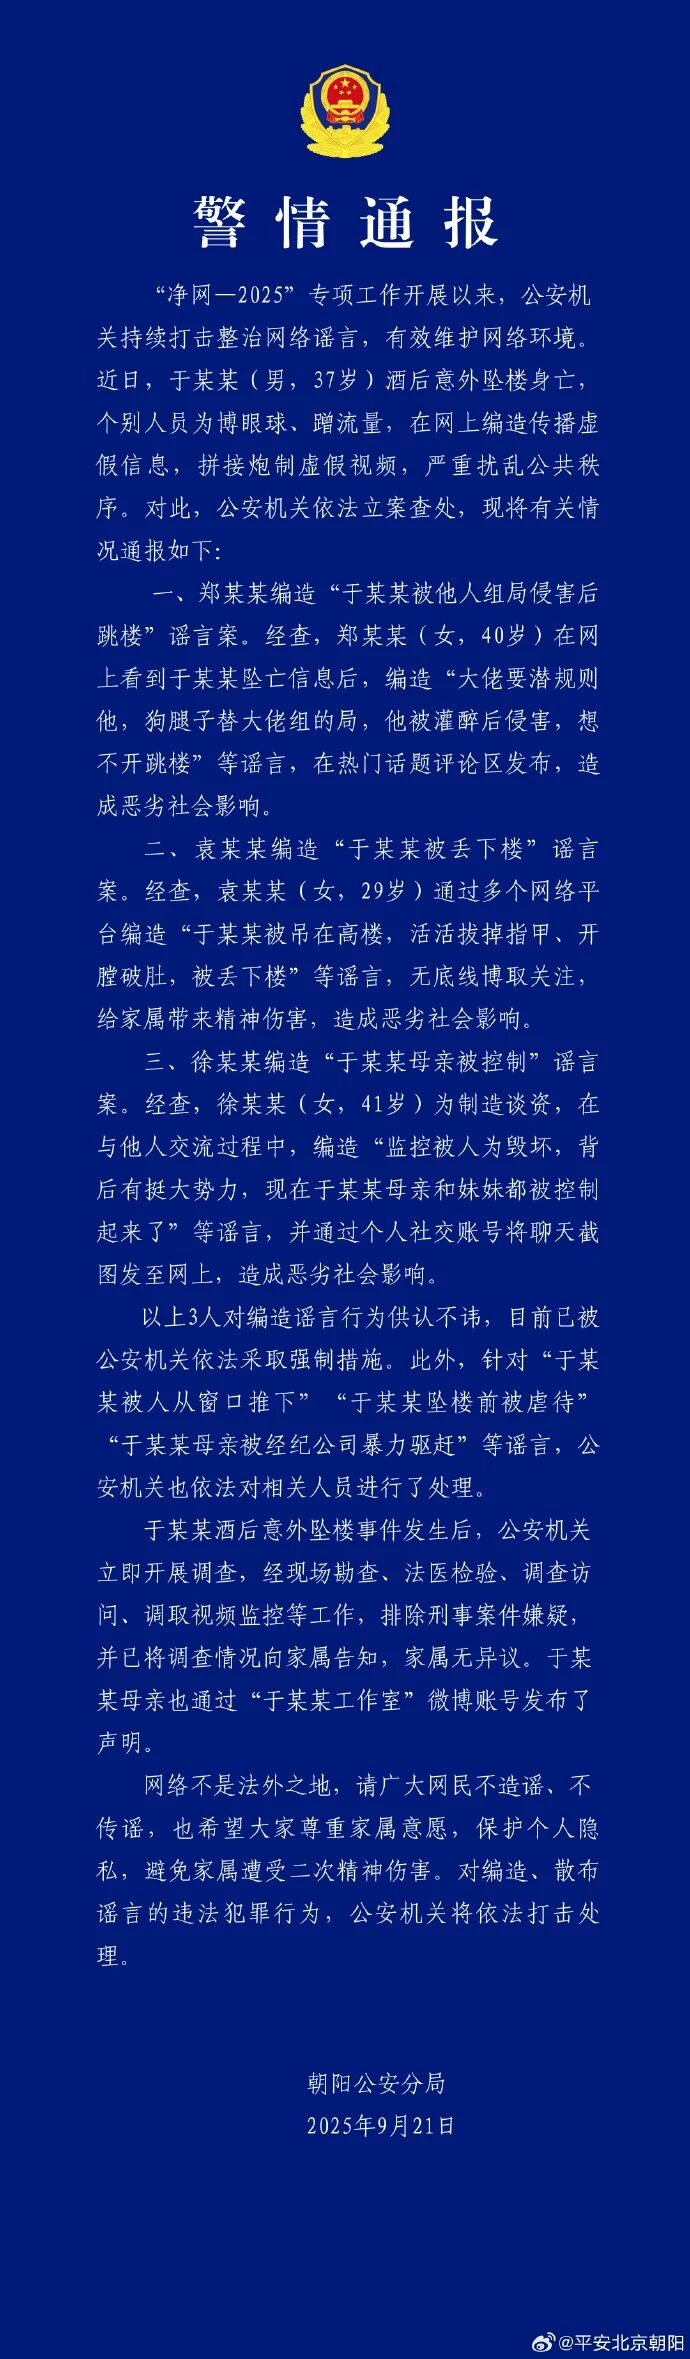 警情通报
“净网—2025”专项工作开展以来，公安机
关持续打击整治网络谣言，有效维护网络环境。
近日，于某某（男，37岁）酒后意外坠楼身亡，
个别人员为博眼球、蹭流量，在网上编造传播虚
假信息，拼接炮制虚假视频，严重扰乱公共秩
序。对此，公安机关依法立案查处，现将有关情
况通报如下：
一、郑某某编造“于某某被他人组局侵害后
跳楼”谣言案。经查，郑某某（女，40岁）在网
上看到于某某坠亡信息后，编造“大佬要潜规则
他，狗腿子替大佬组的局，他被灌醉后侵害，想
不开跳楼”等谣言，在热门话题评论区发布，造
成恶劣社会影响。
二、袁某某编造“于某某被丢下楼”谣言
案。经查，袁某某（女，29岁）通过多个网络平
台编造“于某某被吊在高楼，活活拔掉指甲、开
膛破肚，被丢下楼”等谣言，无底线博取关注，
给家属带来精神伤害，造成恶劣社会影响。
三、徐某某编造“于某某母亲被控制”谣言
案。经查，徐某某（女，41岁）为制造谈资，在
与他人交流过程中，编造“监控被人为毁坏，背
后有挺大势力，现在于某某母亲和妹妹都被控制
起来了”等谣言，并通过个人社交账号将聊天截
图发至网上，造成恶劣社会影响。
以上3人对编造谣言行为供认不讳，目前已被
公安机关依法采取强制措施。此外，针对“于某
某被人从窗口推下”“于某某坠楼前被虐待”
“于某某母亲被经纪公司暴力驱赶”等谣言，公
安机关也依法对相关人员进行了处理。
于某某酒后意外坠楼事件发生后，公安机关
立即开展调查，经现场勘查、法医检验、调查访
问、调取视频监控等工作，排除刑事案件嫌疑，
并已将调查情况向家属告知，家属无异议。于某
某母亲也通过“于某某工作室”微博账号发布了
声明。
网络不是法外之地，请广大网民不造谣、不
传谣，也希望大家尊重家属意愿，保护个人隐
私，避免家属遭受二次精神伤害。对编造、散布
谣言的违法犯罪行为，公安机关将依法打击处
理。
朝阳公安分局
2025年9月21日
@平安北京朝阳